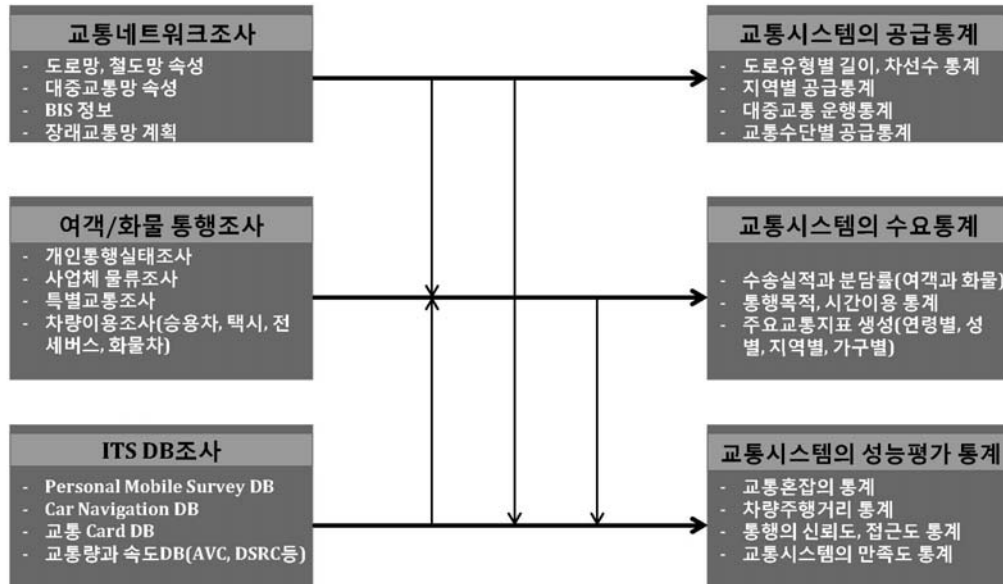 교통네트워크조사
- 도로망, 철도망 속성
- 대중교통망 속성
- BIS 정보
- 장래교통망 계획
교통시스템의 공급통계
- 도로유형별 길이, 차선수 통계
- 지역별 공급통계
- 대중교통 운행통계
- 교통수단별 공급통계
여객/화물 통행조사
- 개인통행실태조사
- 사업체 물류조사
- 특별교통조사
- 차량이용조사(승용차, 택시, 전
세버스, 화물차)
교통시스템의 수요통계
- 수송실적과 분담률(여객과 화물)
- 통행목적, 시간이용 통계
- 주요교통지표 생성(연령별, 성
별, 지역별, 가구별)
ITS DB조사
- Personal Mobile Survey DB
- Car Navigation DB
- 교통 Card DB
- 교통량과 속도DB(AVC, DSRC등)
교통시스템의 성능평가 통계
- 교통혼잡의 통계
- 차량주행거리 통계
- 통행의 신뢰도, 접근도 통계
- 교통시스템의 만족도 통계